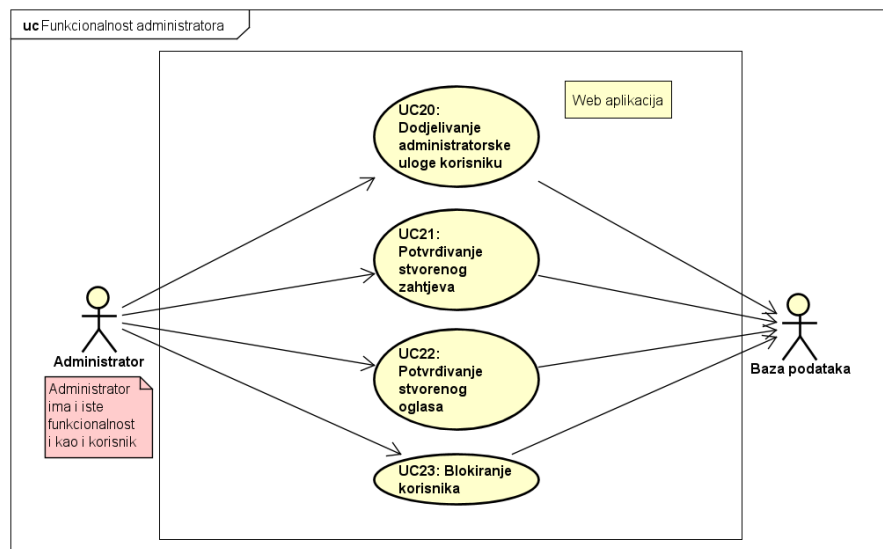 uc Funkcionalnost administratora
Web aplikacija
UC20:
Dodjelivanje
administratorske
uloge korisniku
UC21:
Potvrđivanje
stvorenog
zahtjeva
UC22:
Potvrđivanje
stvorenog
oglasa
UC23: Blokiranje
korisnika
Administrator
Administrator
ima i iste
funkcionalnost
i kao i korisnik
Baza podataka